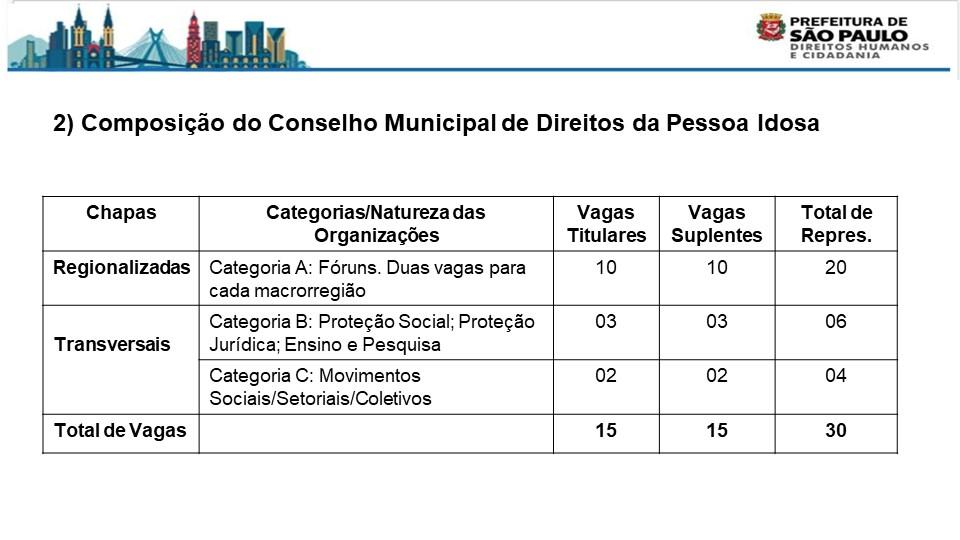 PREFEITURA DE
SÃO PAULO
DIREITOS HUMANOS
E CIDADANIA
2) Composição do Conselho Municipal de Direitos da Pessoa Idosa
Chapas
Categorias/Natureza das
Organizações
Vagas
Titulares
Vagas
Suplentes
Total de
Repres.
Regionalizadas
Categoria A: Fóruns. Duas vagas para
cada macrorregião
10
10
20
Transversais
Categoria B: Proteção Social; Proteção
Jurídica; Ensino e Pesquisa
03
03
06
Categoria C: Movimentos
Sociais/Setoriais/Coletivos
02
02
04
Total de Vagas
15
15
30